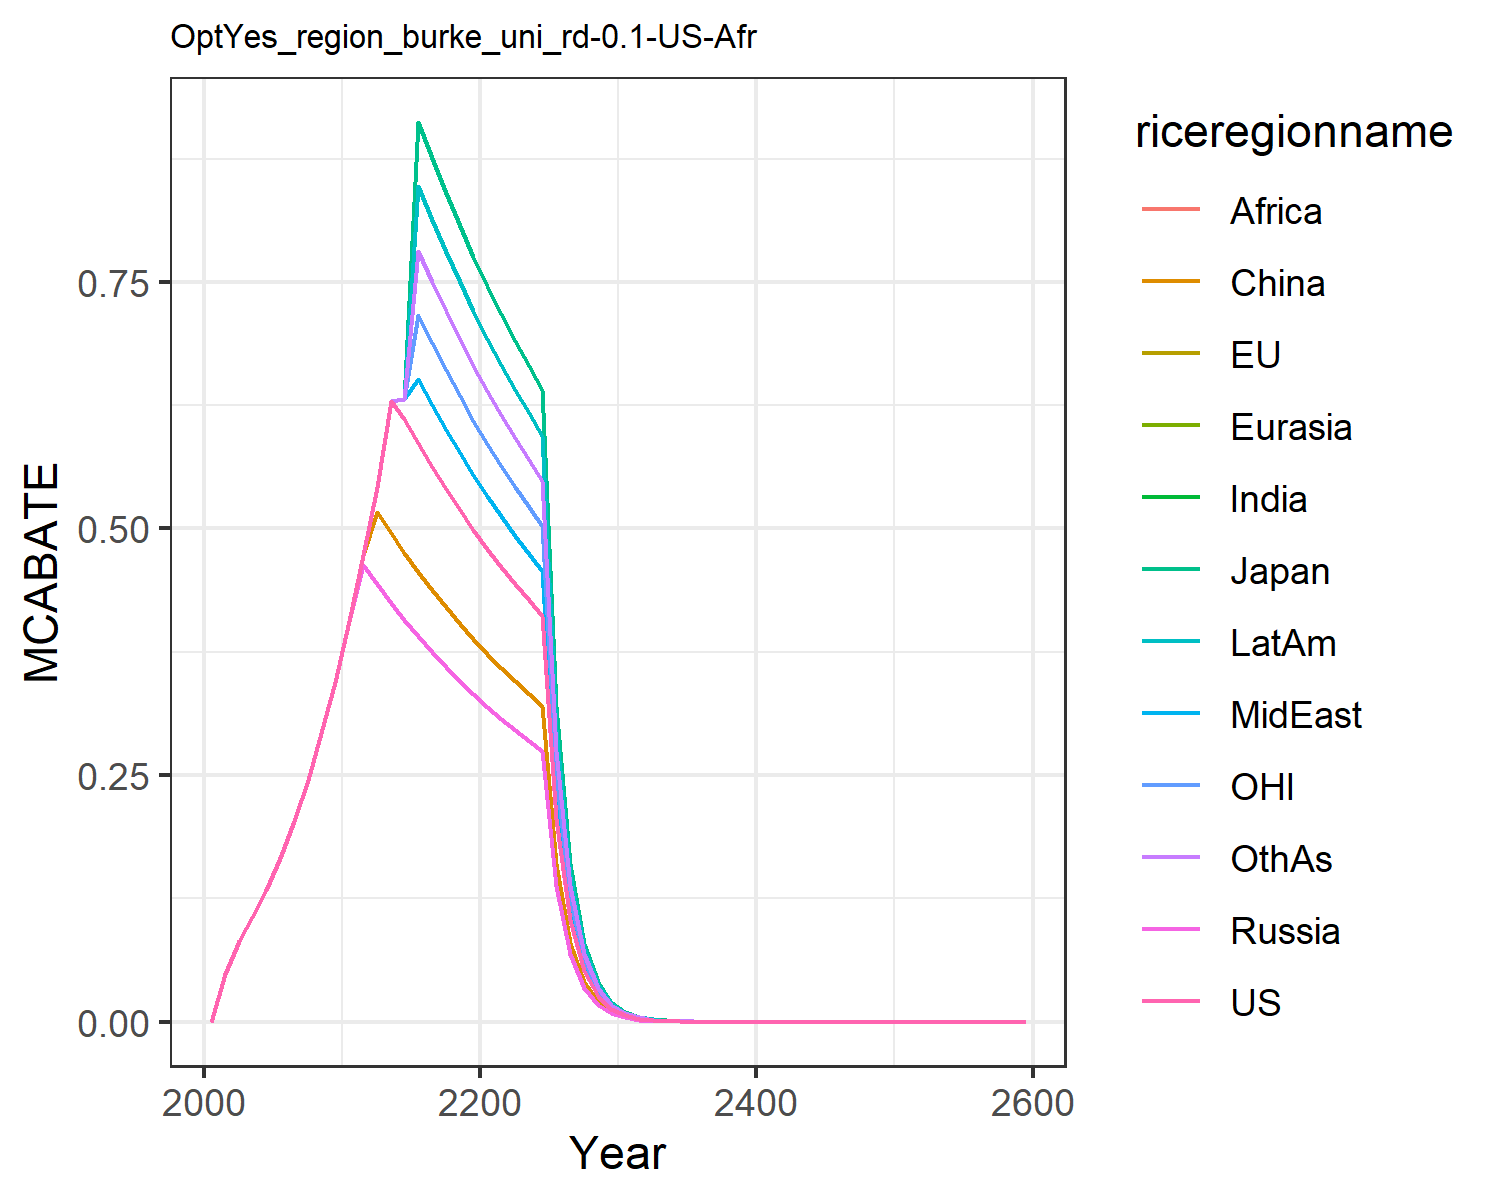 OptYes_region_burke_uni_rd-0.1-US-Afr
MCABATE
0.75
0.50
0.25
0.00
2000
2200
2400
2600
Year
riceregionname
Africa
China
EU
Eurasia
India
Japan
LatAm
MidEast
OHI
OthAs
Russia
US